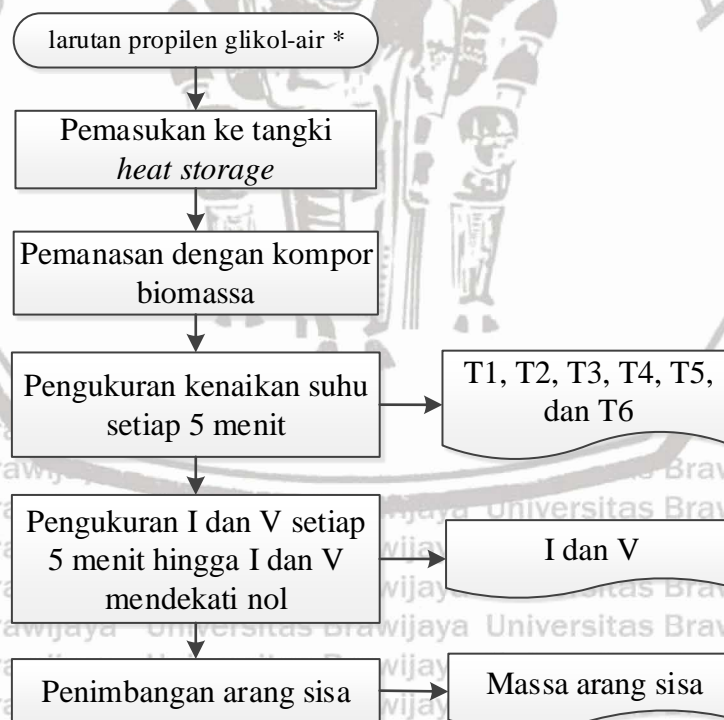 larutan propilen glikol-air *
Pemasukan ke tangki
heat storage
Pemanasan dengan kompor
biomassa
Pengukuran kenaikan suhu
setiap 5 menit
T1, T2, T3, T4, T5,
dan T6
Pengukuran I dan V setiap
5 menit hingga I dan V
mendekati nol
I dan V
Penimbangan arang sisa
Massa arang sisa
Universitas Brawijaya